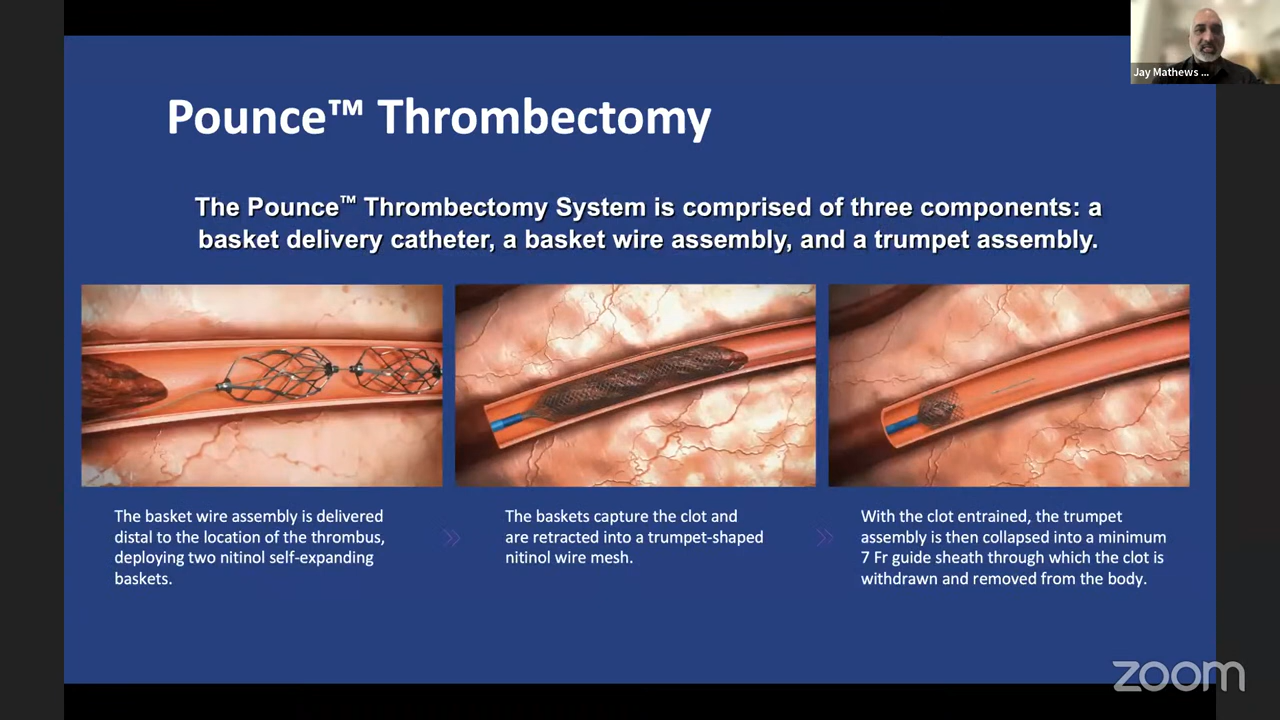 Jay Mathews ...
Pounce™ Thrombectomy
The Pounce™ Thrombectomy System is comprised of three components: a
basket delivery catheter, a basket wire assembly, and a trumpet assembly.
The basket wire assembly is delivered
distal to the location of the thrombus,
deploying two nitinol self-expanding
baskets.
The baskets capture the clot and
are retracted into a trumpet-shaped
nitinol wire mesh.
With the clot entrained, the trumpet
assembly is then collapsed into a minimum
7 Fr guide sheath through which the clot is
withdrawn and removed from the body.
zoom